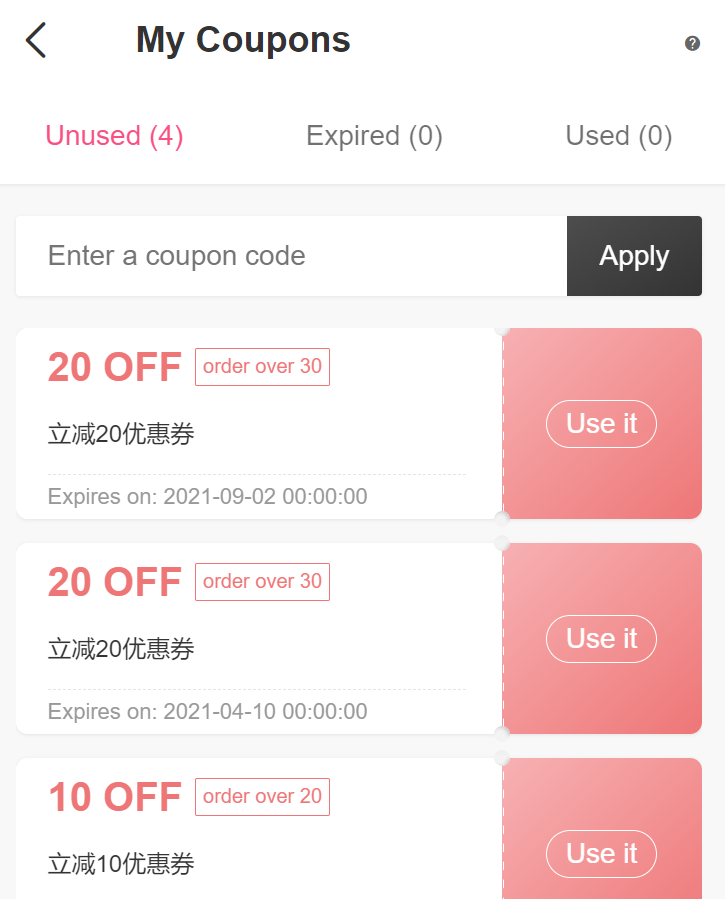 My Coupons
?
Unused (4) Expired (0) Used (0)
Enter a coupon code Apply
20 OFF order over 30
立减20优惠券
Use it
Expires on: 2021-09-02 00:00:00
20 OFF order over 30
立减20优惠券
Use it
Expires on: 2021-04-10 00:00:00
10 OFF order over 20
立减10优惠券
Use it